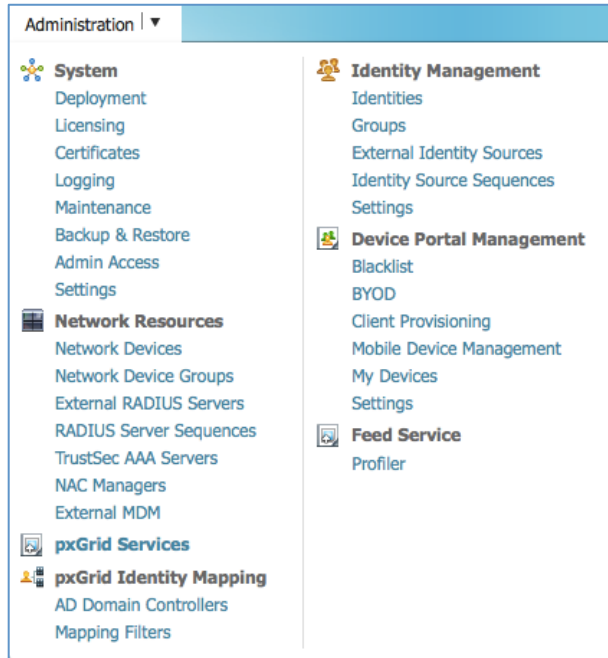 Administration
System
Deployment
Licensing
Certificates
Logging
Maintenance
Backup & Restore
Admin Access
Settings
Network Resources
Network Devices
Network Device Groups
External RADIUS Servers
RADIUS Server Sequences
TrustSec AAA Servers
NAC Managers
External MDM
pxGrid Services
pxGrid Identity Mapping
AD Domain Controllers
Mapping Filters
Identity Management
Identities
Groups
External Identity Sources
Identity Source Sequences
Settings
Device Portal Management
Blacklist
BYOD
Client Provisioning
Mobile Device Management
My Devices
Settings
Feed Service
Profiler